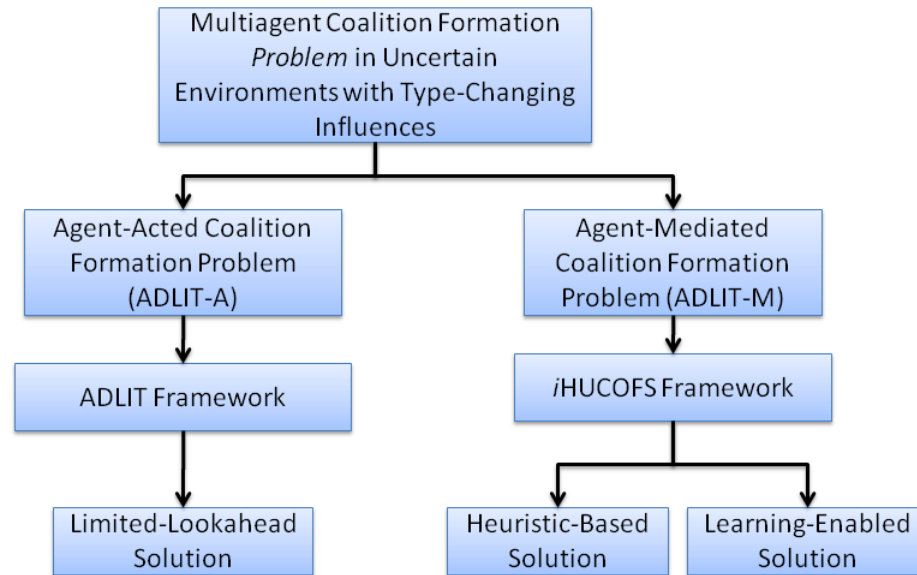 Multiagent Coalition Formation
Problem in Uncertain
Environments with Type-Changing
Influences
Agent-Acted Coalition
Formation Problem
(ADLIT-A)
Agent-Mediated
Coalition Formation
Problem (ADLIT-M)
ADLIT Framework
iHUCOFS Framework
Limited-Lookahead
Solution
Heuristic-Based
Solution
Learning-Enabled
Solution